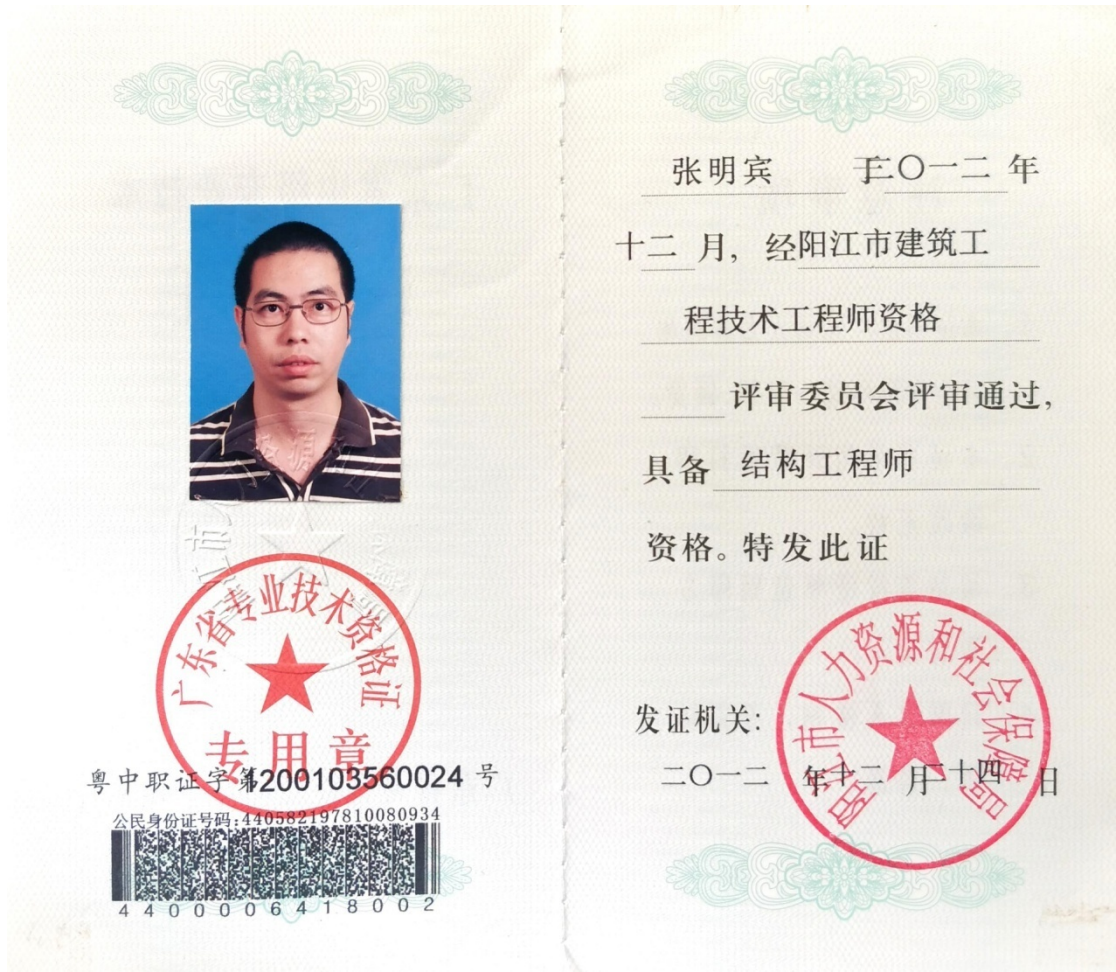 广东省专业技术资格证
专用章
粤中职证字第1200103560024号
公民身份证号码:440582197810080934
4400006418002
张明宾 于二〇一二年
十二月，经阳江市建筑工
程技术工程师资格
评审委员会评审通过，
具备 结构工程师
资格。特发此证
阳江市人力资源和社会保障局
发证机关:
二〇一二年十二月二十四日